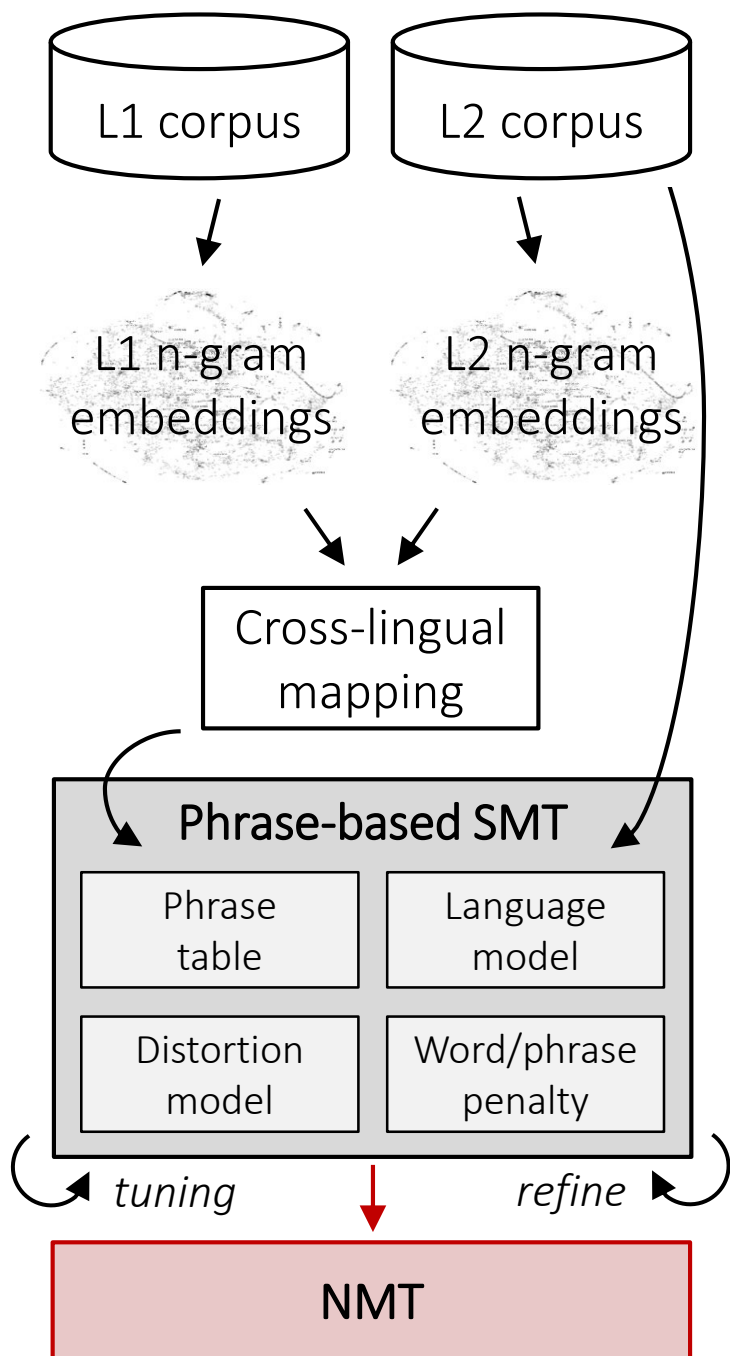 L1 corpus
L2 corpus
L1 n-gram
embeddings
L2 n-gram
embeddings
Cross-lingual
mapping
Phrase-based SMT
Phrase
table
Language
model
Distortion
model
Word/phrase
penalty
tuning
refine
NMT